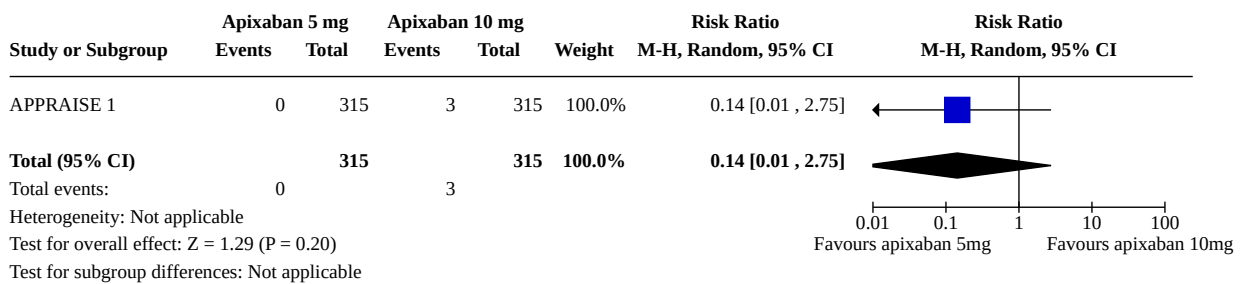 Apixaban 5 mg Apixaban 10 mg Risk Ratio Risk Ratio
Study or Subgroup Events Total Events Total Weight M-H, Random, 95% CI M-H, Random, 95% CI
APPRAISE 1 0 315 3 315 100.0% 0.14 [0.01 , 2.75]
Total (95% CI) 315 315 100.0% 0.14 [0.01 , 2.75]
Total events: 0 3
Heterogeneity: Not applicable
0.01 0.1 1 10 100
Test for overall effect: Z = 1.29 (P = 0.20) Favours apixaban 5mg Favours apixaban 10mg
Test for subgroup differences: Not applicable